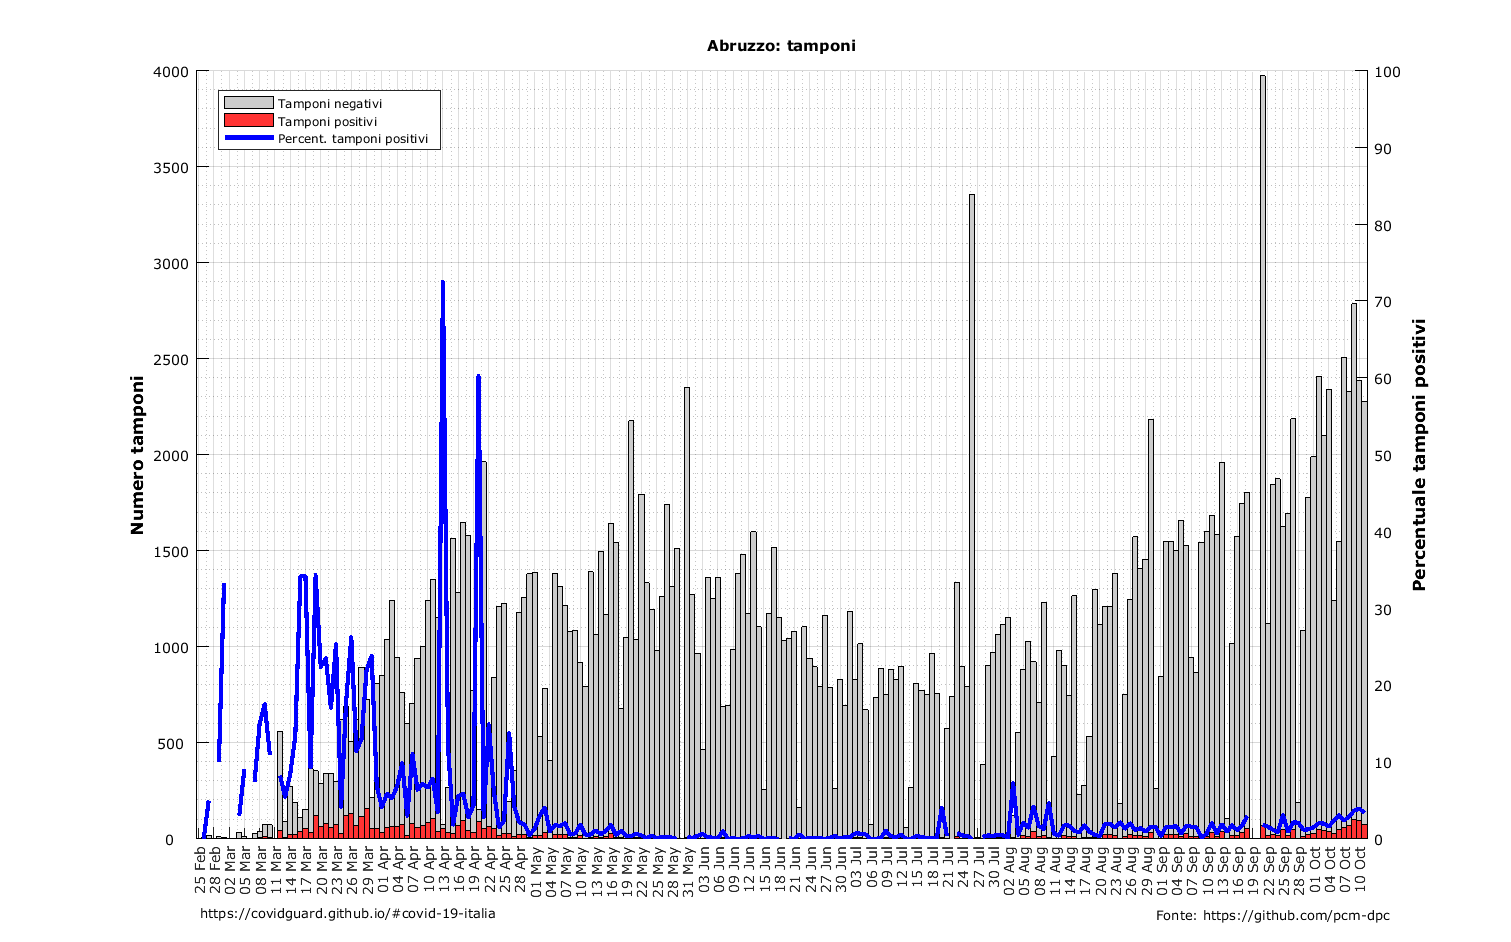 Abruzzo: tamponi
Tamponi negativi
Tamponi positivi
Percent. tamponi positivi
Numero tamponi
4000
3500
3000
2500
2000
1500
1000
500
0
Percentuale tamponi positivi
100
90
80
70
60
50
40
30
20
10
0
25 Feb
28 Feb
02 Mar
05 Mar
08 Mar
11 Mar
14 Mar
17 Mar
20 Mar
23 Mar
26 Mar
29 Mar
01 Apr
04 Apr
07 Apr
10 Apr
13 Apr
16 Apr
19 Apr
22 Apr
25 Apr
28 Apr
01 May
04 May
07 May
10 May
13 May
16 May
19 May
22 May
25 May
28 May
31 May
03 Jun
06 Jun
09 Jun
12 Jun
15 Jun
18 Jun
21 Jun
24 Jun
27 Jun
30 Jun
03 Jul
06 Jul
09 Jul
12 Jul
15 Jul
18 Jul
21 Jul
24 Jul
27 Jul
30 Jul
02 Aug
05 Aug
08 Aug
11 Aug
14 Aug
17 Aug
20 Aug
23 Aug
26 Aug
29 Aug
01 Sep
04 Sep
07 Sep
10 Sep
13 Sep
16 Sep
19 Sep
22 Sep
25 Sep
28 Sep
01 Oct
04 Oct
07 Oct
10 Oct
https://covidguard.github.io/#covid-19-italia
Fonte: https://github.com/pcm-dpc